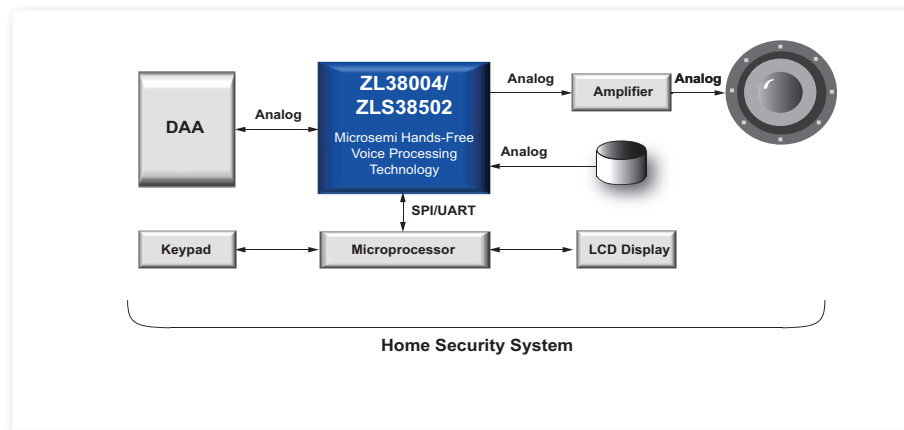 ZL38004/
ZLS38502
Microsemi Hands-Free
Voice Processing
Technology
DAA
Analog
Analog
Amplifier
Analog
Analog
SPI/UART
Keypad
Microprocessor
LCD Display
Home Security System